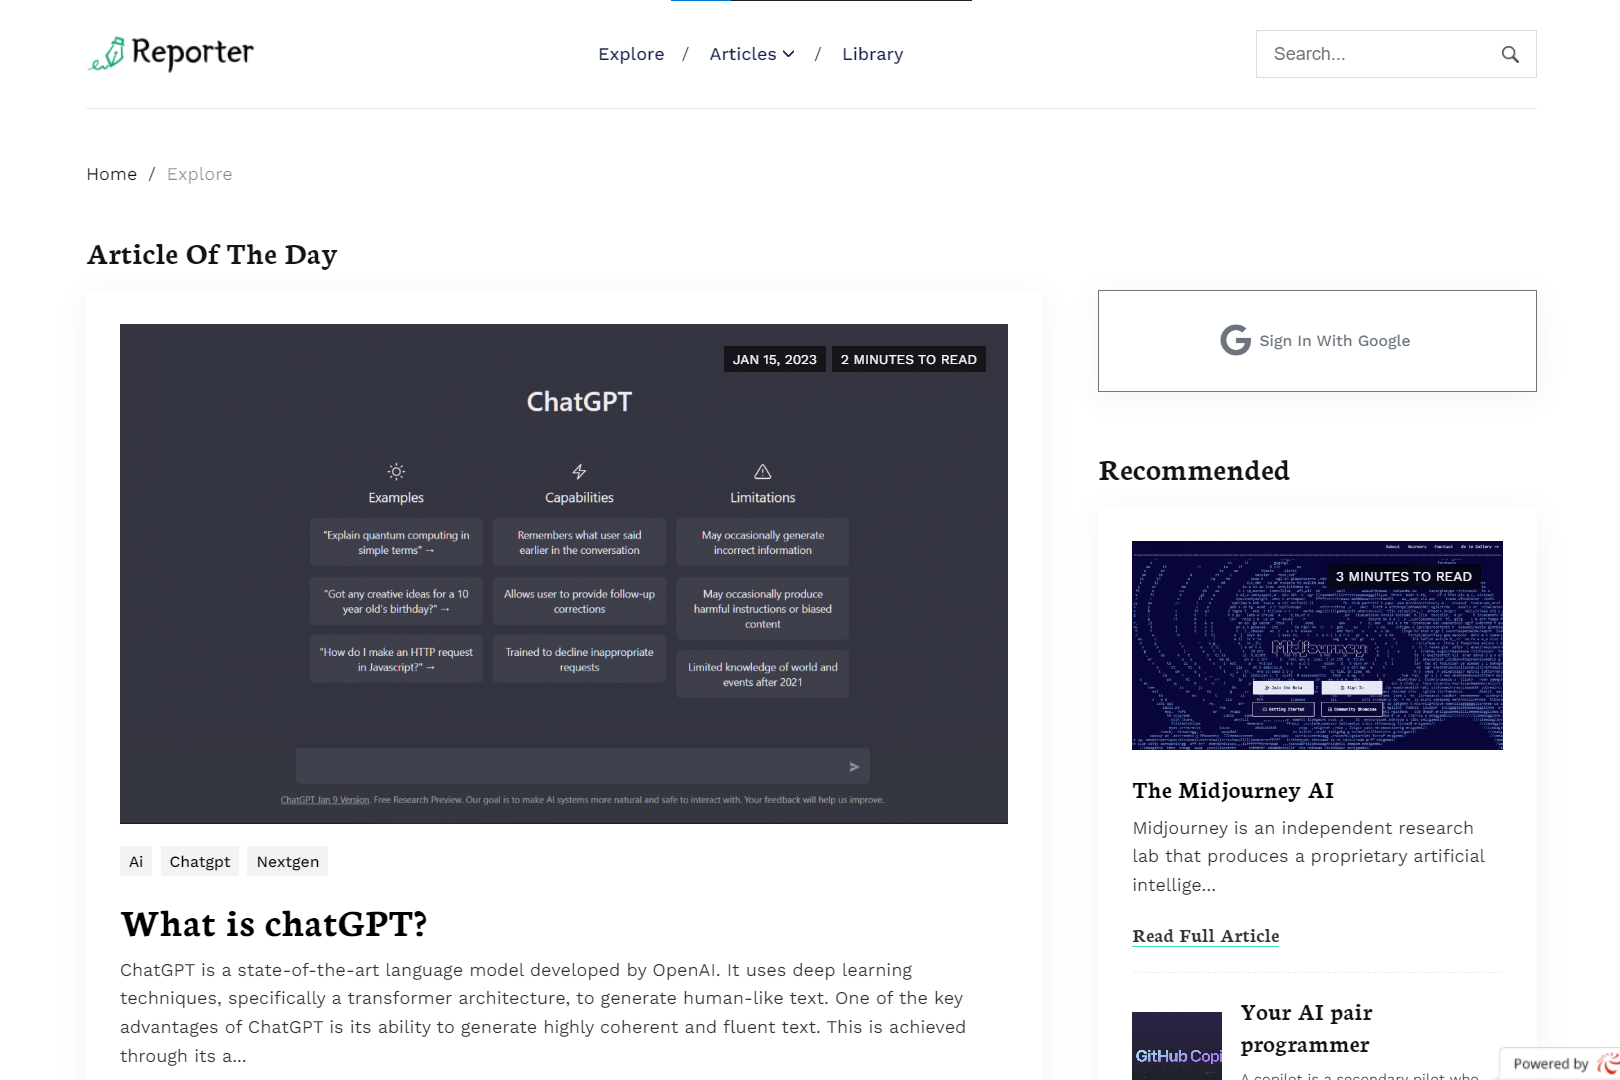 Reporter
Explore / Articles / Library
Search...
Home / Explore
Article Of The Day
JAN 15, 2023
2 MINUTES TO READ
ChatGPT
Examples
Capabilities
Limitations
"Explain quantum computing in
simple terms" →
Remembers what user said
earlier in the conversation
May occasionally generate
incorrect information
"Got any creative ideas for a 10
year old's birthday?" →
Allows user to provide follow-up
corrections
May occasionally produce
harmful instructions or biased
content
"How do I make an HTTP request
in Javascript?" →
Trained to decline inappropriate
requests
Limited knowledge of world and
events after 2021
ChatGPT Jan 9 Version. Free Research Preview. Our goal is to make AI systems more natural and safe to interact with. Your feedback will help us improve.
Ai
Chatgpt
Nextgen
What is chatGPT?
ChatGPT is a state-of-the-art language model developed by OpenAI. It uses deep learning
techniques, specifically a transformer architecture, to generate human-like text. One of the key
advantages of ChatGPT is its ability to generate highly coherent and fluent text. This is achieved
through its a...
Sign In With Google
Recommended
3 MINUTES TO READ
Midjourney
Join the Beta
Sign In
Getting Started
Community Showcase
The Midjourney AI
Midjourney is an independent research
lab that produces a proprietary artificial
intellige...
Read Full Article
GitHub Copi
Your AI pair
programmer
A copilot is a secondary pilot who
Powered by